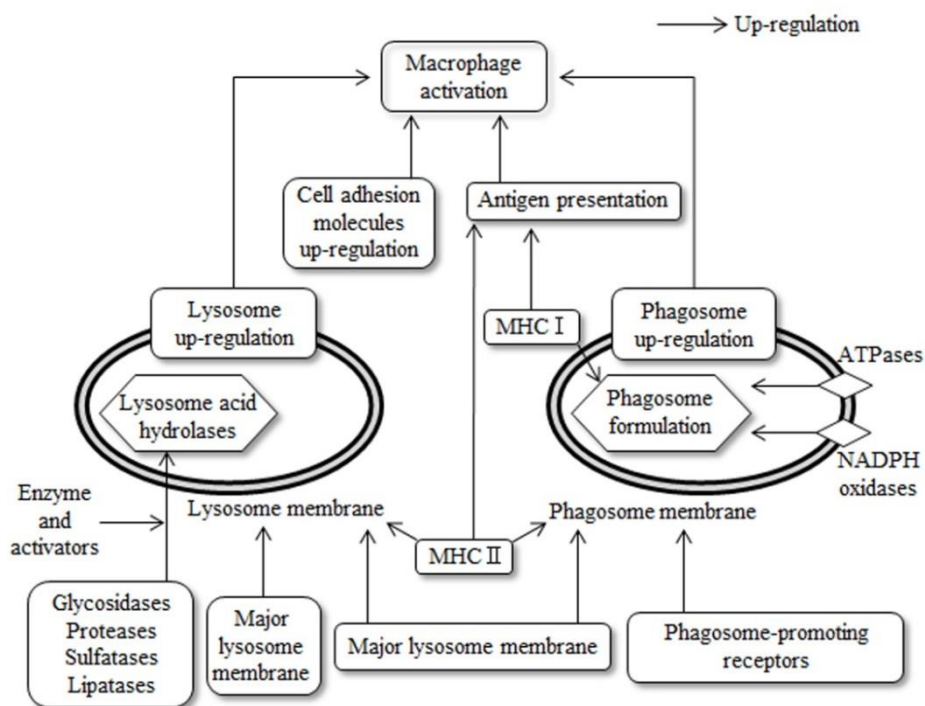 Up-regulation
Macrophage
activation
Cell adhesion
molecules
up-regulation
Antigen presentation
Lysosome
up-regulation
MHC Ⅰ
Phagosome
up-regulation
ATPases
Lysosome acid
hydrolases
Phagosome
formulation
NADPH
oxidases
Enzyme
and
activators
Lysosome membrane
Phagosome membrane
MHC Ⅱ
Glycosidases
Proteases
Sulfatases
Lipatases
Major
lysosome
membrane
Major lysosome membrane
Phagosome-promoting
receptors